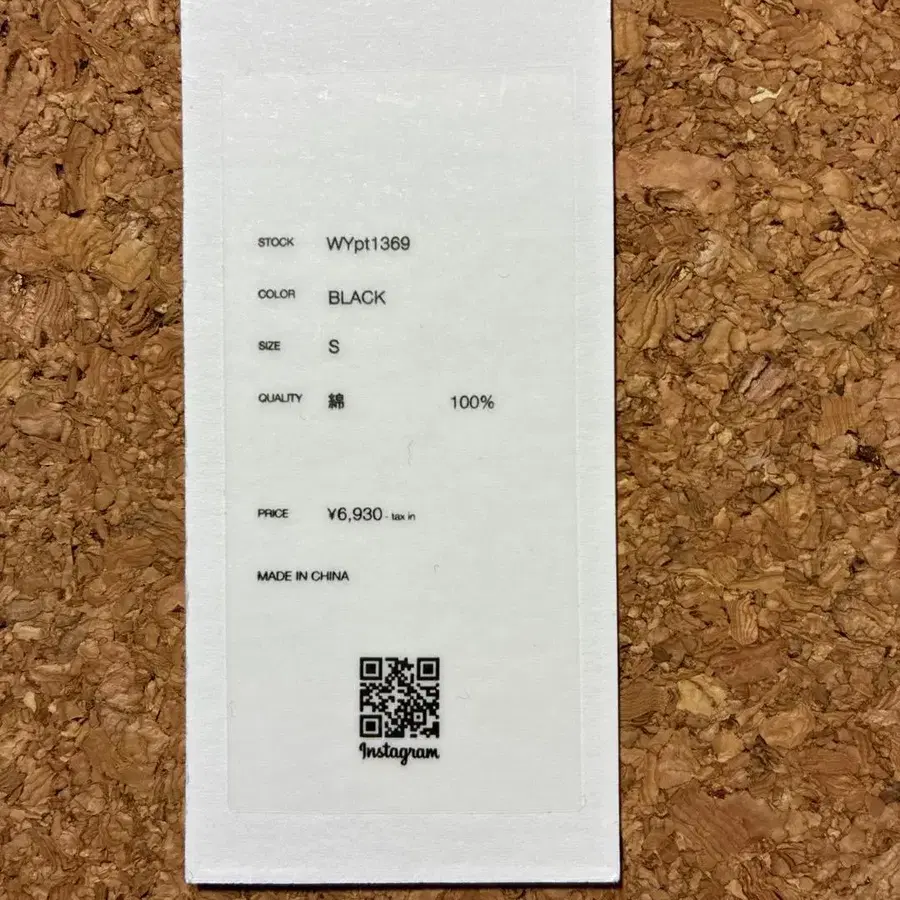 STOCK WYpt1369
COLOR BLACK
SIZE S
QUALITY 綿 100%
PRICE ¥6,930 - tax in
MADE IN CHINA
Instagram